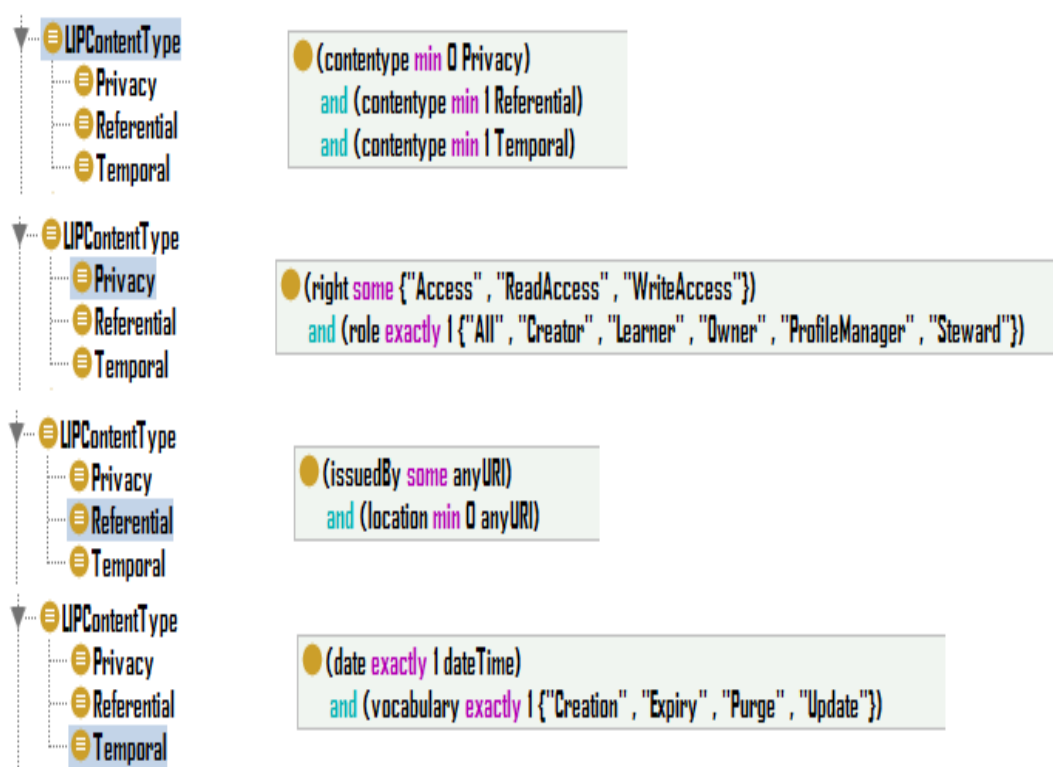 LIPContentType
Privacy
Referential
Temporal
(contentype min 0 Privacy)
and (contentype min 1 Referential)
and (contentype min 1 Temporal)
LIPContentType
Privacy
Referential
Temporal
(right some {"Access" , "ReadAccess" , "WriteAccess"})
and (role exactly 1 {"All" , "Creator" , "Learner" , "Owner" , "ProfileManager" , "Steward"})
LIPContentType
Privacy
Referential
Temporal
(issuedBy some anyURI)
and (location min 0 anyURI)
LIPContentType
Privacy
Referential
Temporal
(date exactly 1 dateTime)
and (vocabulary exactly 1 {"Creation" , "Expiry" , "Purge" , "Update"})